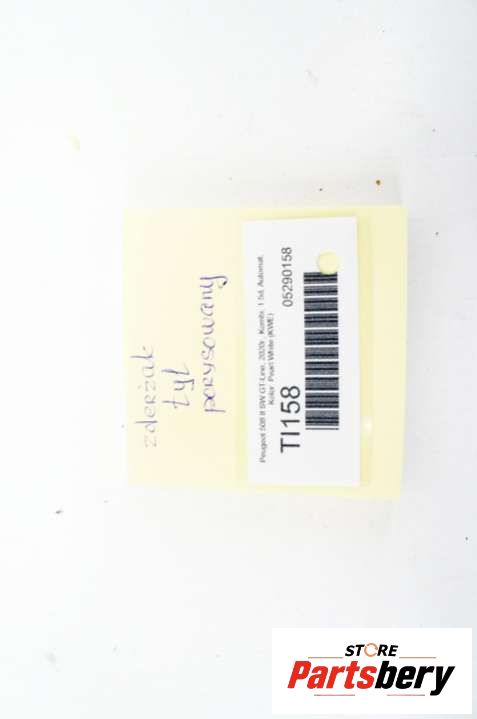 zderzak
tył
porysowany
Peugeot 508 II SW GT-Line, 2020r., Kombi, 1.5d, Automat,
Kolor: Pearl White (KWE)
TI158
05290158
STORE
Partsbery